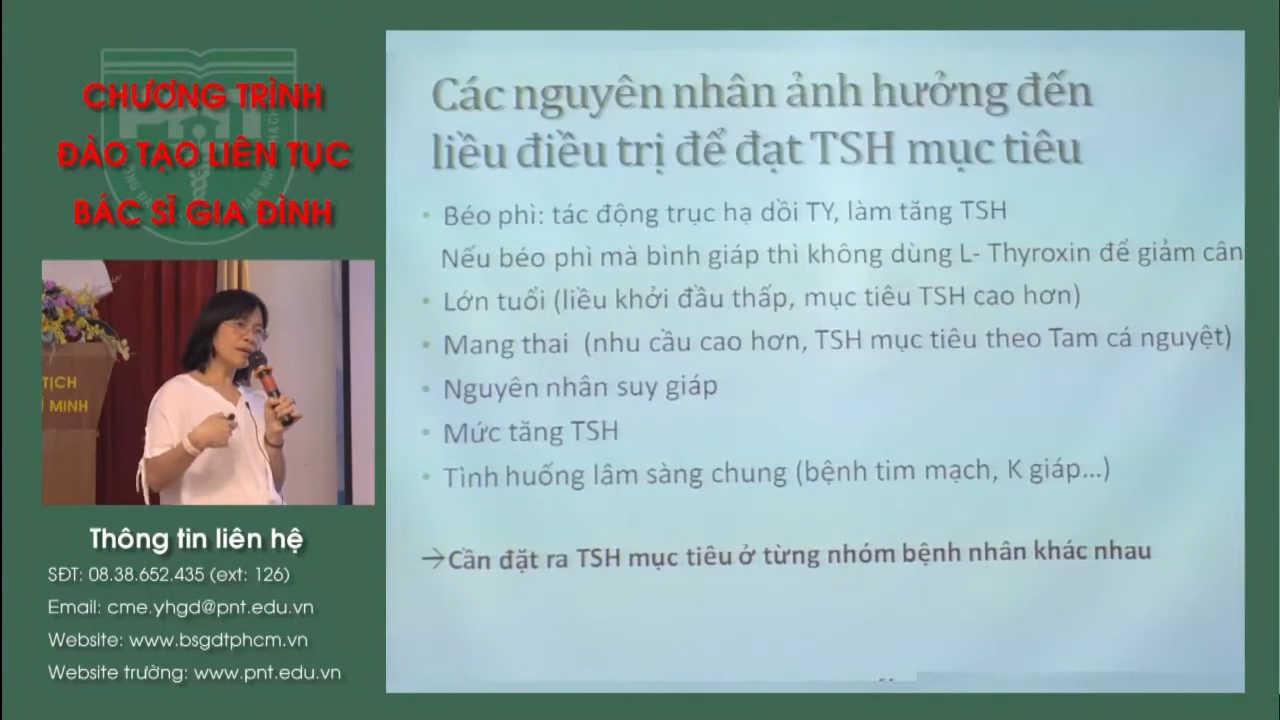 CHƯƠNG TRÌNH
ĐÀO TẠO LIÊN TỤC
BÁC SĨ GIA ĐÌNH
TỊCH
MINH
Thông tin liên hệ
SĐT: 08.38.652.435 (ext: 126)
Email: cme.yhgd@pnt.edu.vn
Website: www.bsgdtphcm.vn
Website trường: www.pnt.edu.vn
Các nguyên nhân ảnh hưởng đến
liều điều trị để đạt TSH mục tiêu
• Béo phì: tác động trục hạ dồi TY, làm tăng TSH
Nếu béo phì mà bình giáp thì không dùng L- Thyroxin để giảm cân
• Lớn tuổi (liều khởi đầu thấp, mục tiêu TSH cao hơn)
• Mang thai (nhu cầu cao hơn, TSH mục tiêu theo Tam cá nguyệt)
• Nguyên nhân suy giáp
• Mức tăng TSH
• Tình huống lâm sàng chung (bệnh tim mạch, K giáp...)
→Cần đặt ra TSH mục tiêu ở từng nhóm bệnh nhân khác nhau